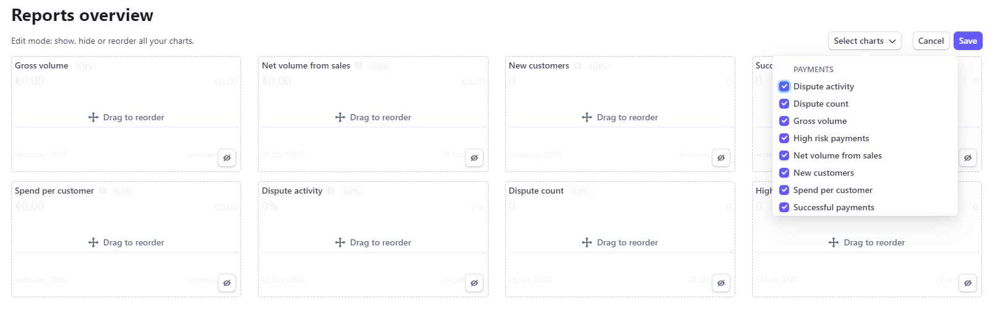 Reports overview
Edit mode: show, hide or reorder all your charts.
Select charts
Cancel
Save
Gross volume 0.0%
€0.00 €0.00
Drag to reorder
Yesterday, 00:00 Yesterday
Net volume from sales 0.0%
€0.00 €0.00
Drag to reorder
28 Oct, 00:00 28 Oct,
New customers 0.0%
0 0
Drag to reorder
Yesterday, 00:00 Yesterday,
Succ
0 0
Yeste
PAYMENTS
Dispute activity
Dispute count
Gross volume
High risk payments
Net volume from sales
New customers
Spend per customer
Successful payments
Spend per customer 0.0%
€0.00 €0.00
Drag to reorder
Yesterday, 00:00 Yesterday
Dispute activity 0.0%
0% 0%
Drag to reorder
28 Oct, 00:00 28 Oct,
Dispute count 0.0%
0 0
Drag to reorder
28 Oct, 00:00 28 Oct
High
0 0
Drag to reorder
28 Oct, 00:00 28 Oct